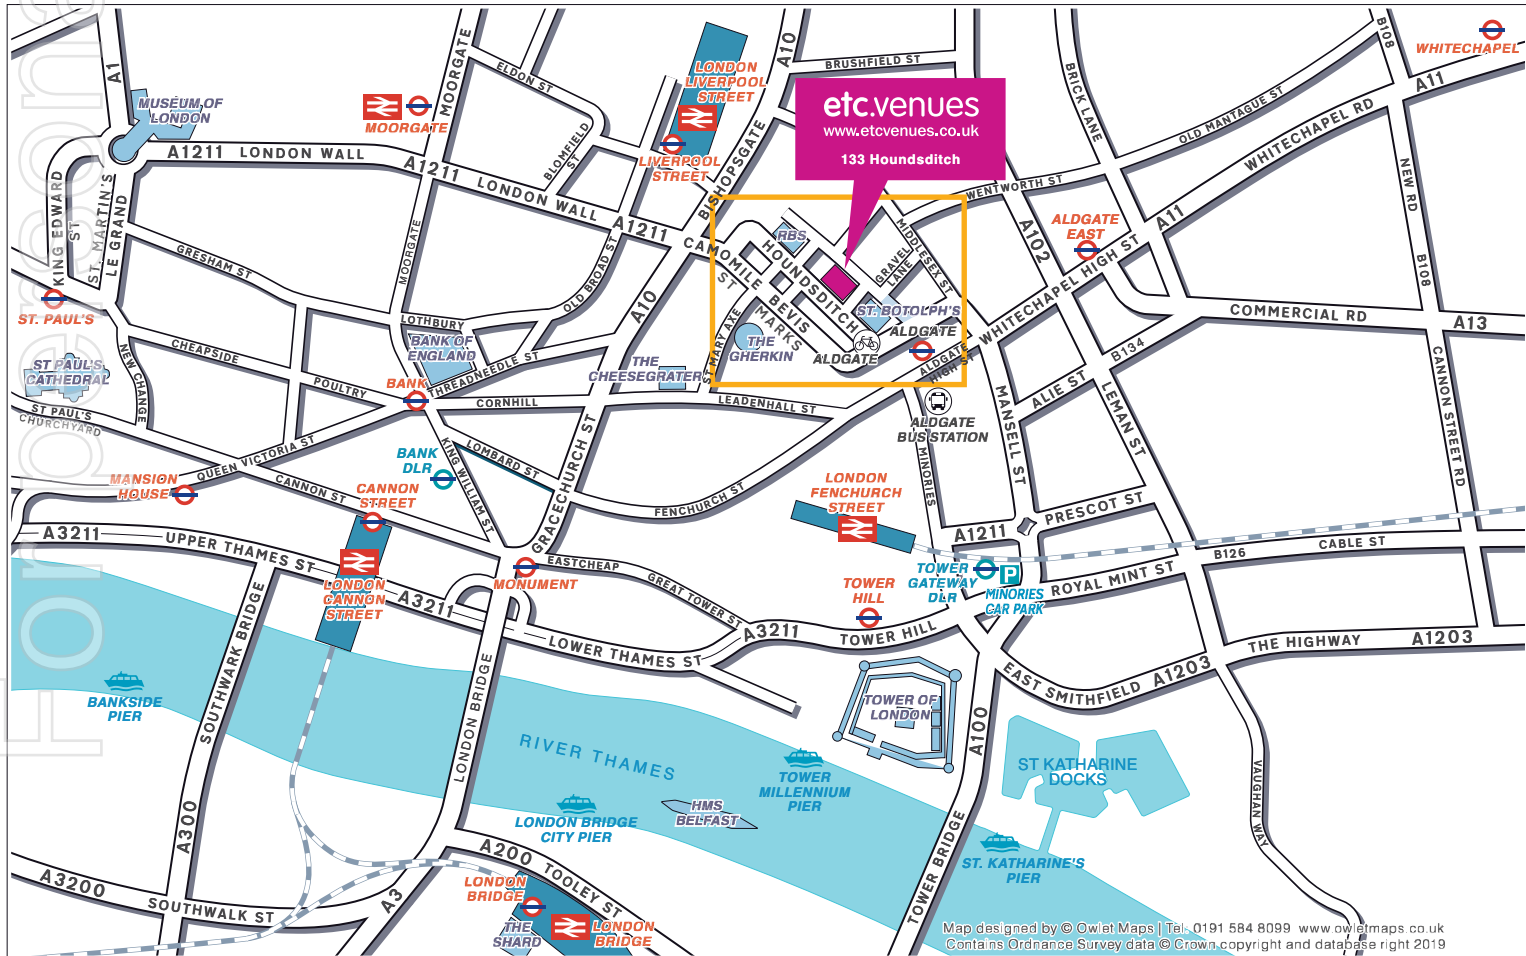 A1
MOORGATE
A10
BRUSHFIELD ST
B108
WHITECHAPEL
A11
ELDON ST
LONDON
LIVERPOOL
STREET
etc.venues
www.etcvenues.co.uk
133 Houndsditch
BRICK LANE
OLD MANTAGUE ST
WHITECHAPEL RD
MUSEUM OF
LONDON
MOORGATE
BLOMFIELD
ST
LIVERPOOL
STREET
BISHOPSGATE
A1211 LONDON WALL
A1211 LONDON WALL
A1211
CAMOMILE
ST
WENTWORTH ST
NEW RD
KING EDWARD
ST
ST. MARTIN'S
LE GRAND
GRESHAM ST
MOORGATE
OLD BROAD ST
A10
RBS
HOUNDSDITCH
GRAVEL
LANE
MIDDLESEX ST
A102
ALDGATE
EAST
A11
WHITECHAPEL HIGH ST
B108
ST. PAUL'S
LOTHBURY
BANK OF
ENGLAND
BEVIS
MARKS
ST. BOTOLPH'S
ALDGATE
ALDGATE
ALDGATE
HIGH ST
THE
GHERKIN
ST MARY AXE
COMMERCIAL RD
A13
B134
CHEAPSIDE
NEW CHANGE
ST PAUL'S
CATHEDRAL
POULTRY
BANK
THREADNEEDLE ST
THE
CHEESEGRATER
CORNHILL
LEADENHALL ST
ALDGATE
BUS STATION
MANSELL ST
ALIE ST
LEMAN ST
CANNON STREET RD
ST PAUL'S
CHURCHYARD
QUEEN VICTORIA ST
BANK
DLR
KING WILLIAM ST
LOMBARD ST
GRACECHURCH ST
FENCHURCH ST
MINORIES
MANSION
HOUSE
CANNON ST
CANNON
STREET
LONDON
FENCHURCH
STREET
PRESCOT ST
A1211
A3211
UPPER THAMES ST
LONDON
CANNON
STREET
A3211
MONUMENT
EASTCHEAP
GREAT TOWER ST
A3211
TOWER
HILL
TOWER HILL
TOWER
GATEWAY
DLR
P
MINORIES
CAR PARK
ROYAL MINT ST
B126
CABLE ST
LOWER THAMES ST
THE HIGHWAY
A1203
EAST SMITHFIELD
A1203
BANKSIDE
PIER
SOUTHWARK BRIDGE
LONDON BRIDGE
TOWER OF
LONDON
A100
RIVER THAMES
TOWER
MILLENNIUM
PIER
ST KATHARINE
DOCKS
VAUGHAN WAY
HMS
BELFAST
LONDON BRIDGE
CITY PIER
A300
ST. KATHARINE'S
PIER
TOWER BRIDGE
A3200
SOUTHWALK ST
A3
A200
TOOLEY ST
LONDON
BRIDGE
THE
SHARD
LONDON
BRIDGE
Map designed by © Owlet Maps | Tel: 0191 584 8099 www.owletmaps.co.uk
Contains Ordnance Survey data © Crown copyright and database right 2019